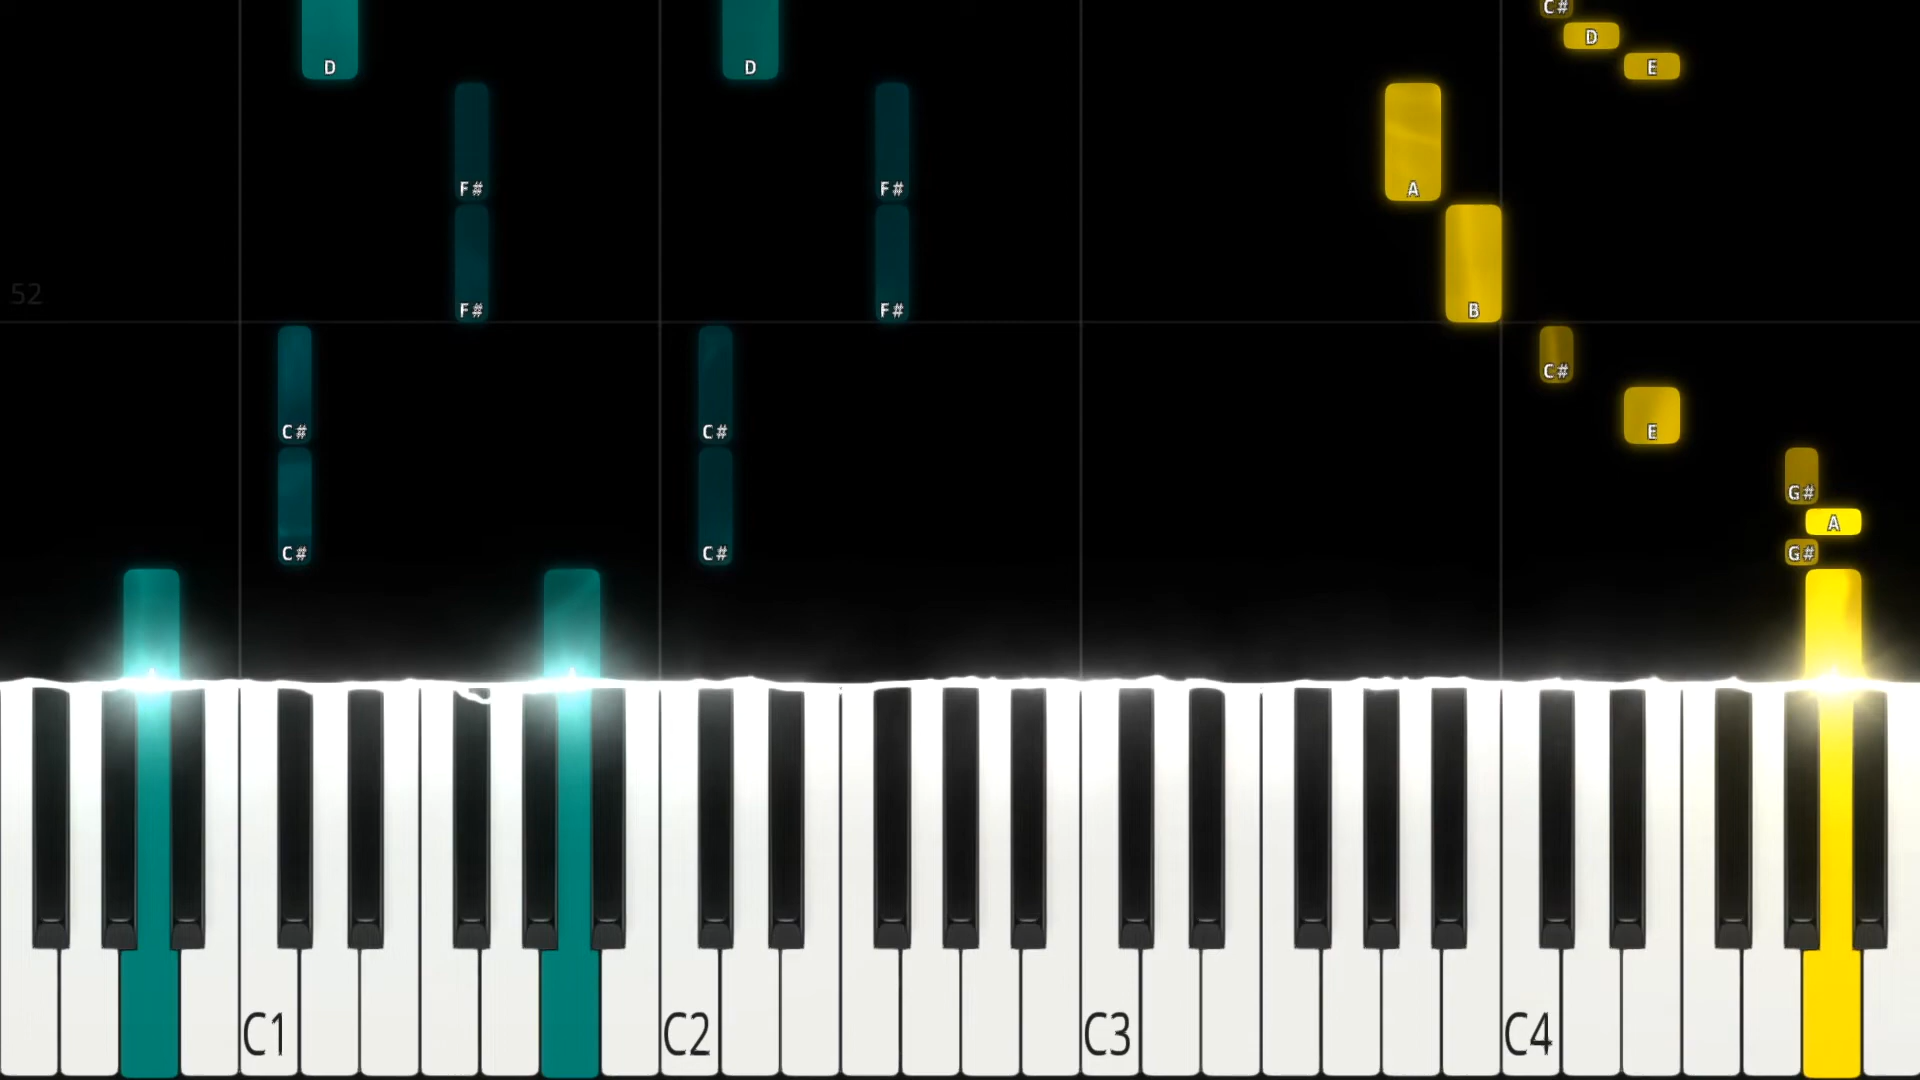 C#
D
D D E
F# F# A
52
F# F# B
C#
C# C# E
G#
A
C# C# G#
C1 C2 C3 C4